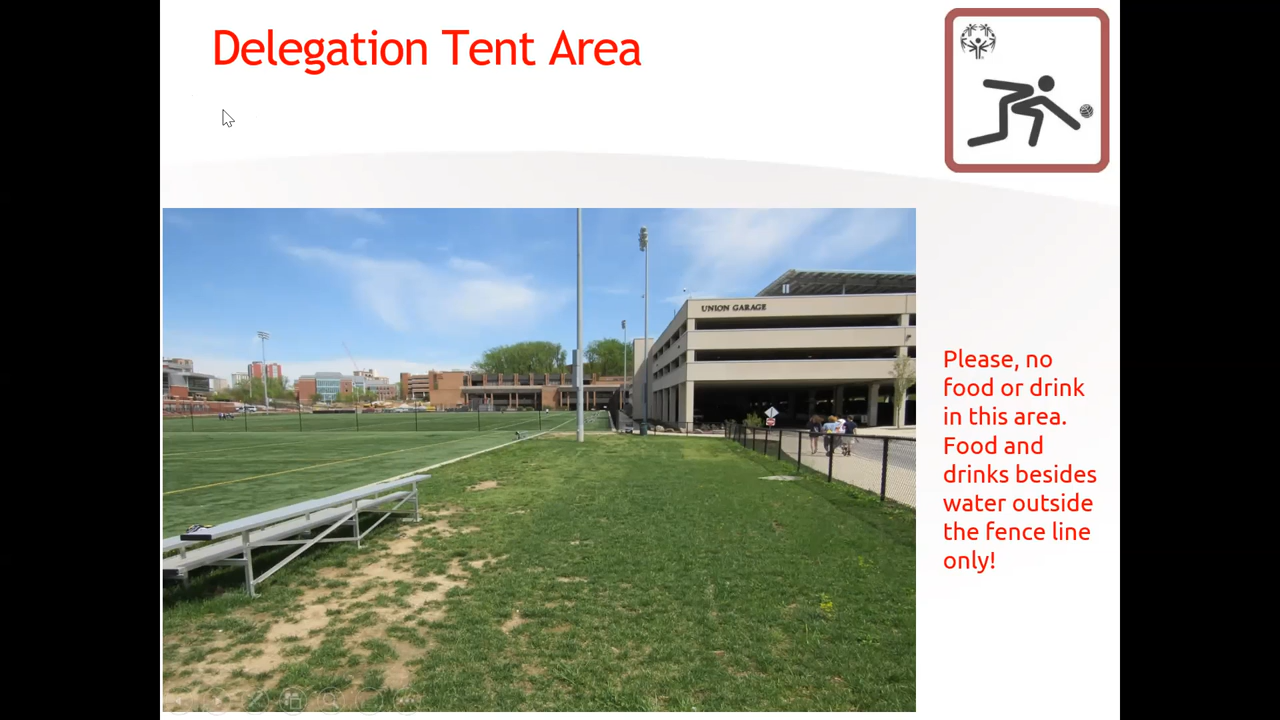 Delegation Tent Area
UNION GARAGE
Please, no
food or drink
in this area.
Food and
drinks besides
water outside
the fence line
only!